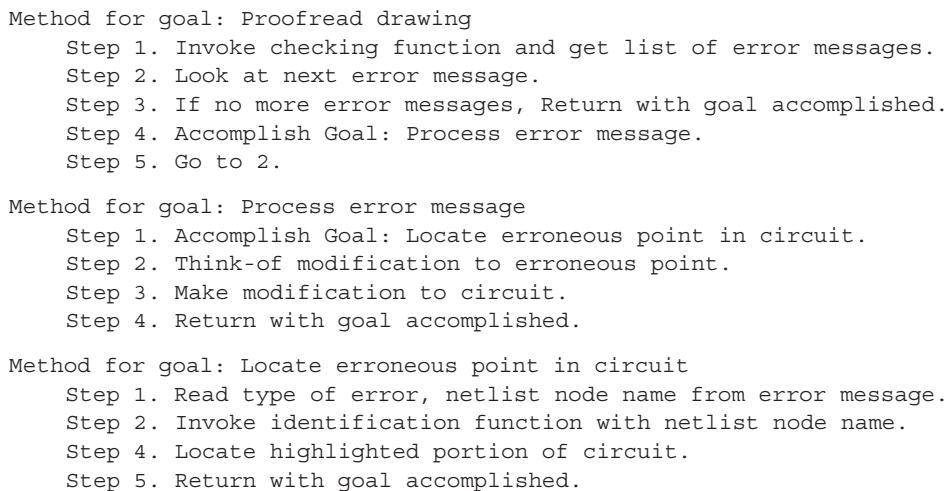 Method for goal: Proofread drawing
Step 1. Invoke checking function and get list of error messages.
Step 2. Look at next error message.
Step 3. If no more error messages, Return with goal accomplished.
Step 4. Accomplish Goal: Process error message.
Step 5. Go to 2.
Method for goal: Process error message
Step 1. Accomplish Goal: Locate erroneous point in circuit.
Step 2. Think-of modification to erroneous point.
Step 3. Make modification to circuit.
Step 4. Return with goal accomplished.
Method for goal: Locate erroneous point in circuit
Step 1. Read type of error, netlist node name from error message.
Step 2. Invoke identification function with netlist node name.
Step 4. Locate highlighted portion of circuit.
Step 5. Return with goal accomplished.